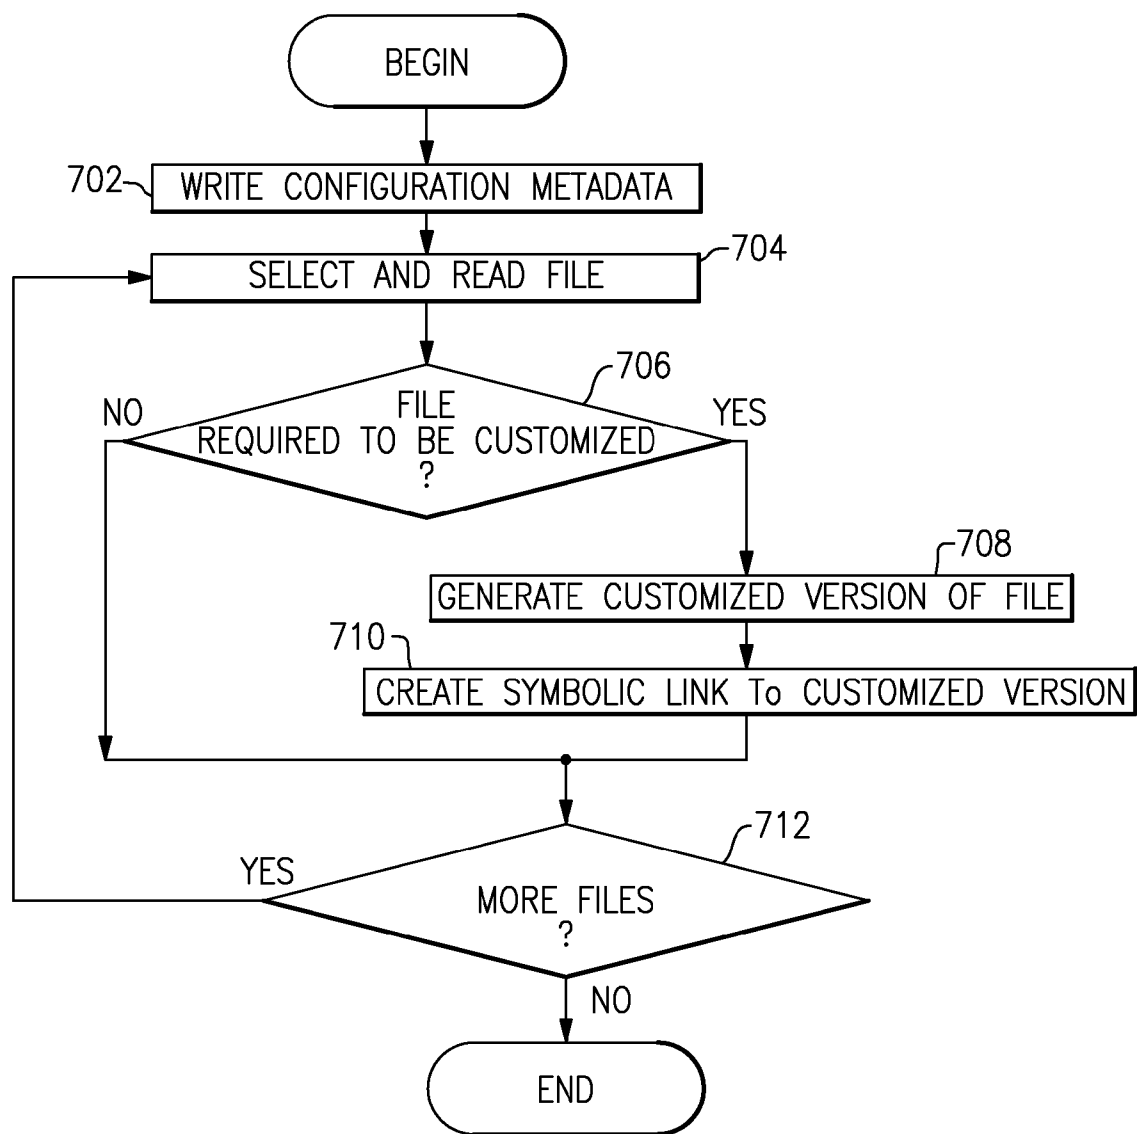 BEGIN
702
WRITE CONFIGURATION METADATA
704
SELECT AND READ FILE
706
NO
FILE
YES
REQUIRED TO BE CUSTOMIZED
?
708
GENERATE CUSTOMIZED VERSION OF FILE
710
CREATE SYMBOLIC LINK To CUSTOMIZED VERSION
712
YES
MORE FILES
?
NO
END